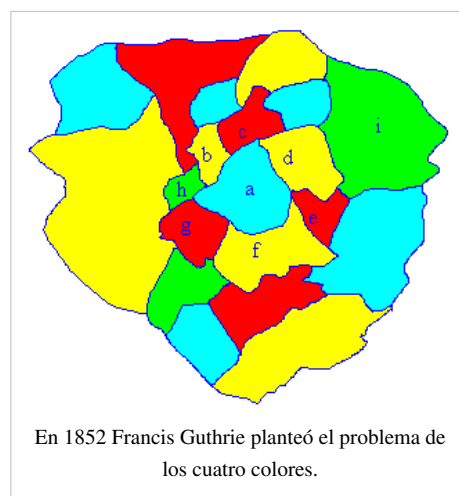 i
c
b
d
h
a
g
e
f
En 1852 Francis Guthrie planteó el problema de
los cuatro colores.